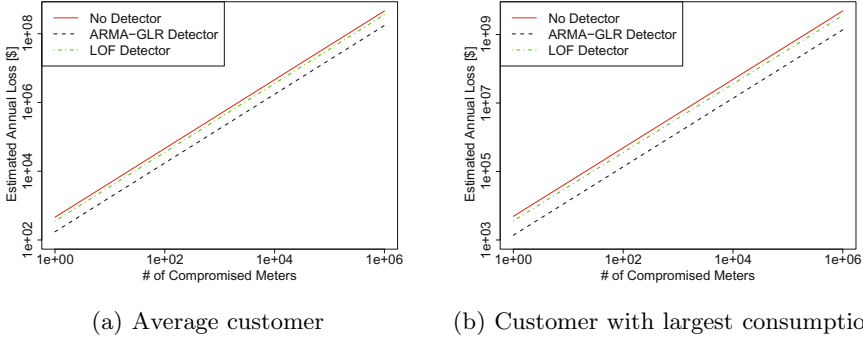 No Detector
ARMA-GLR Detector
LOF Detector
Estimated Annual Loss [$]
1e+08
1e+06
1e+04
1e+02
1e+00 1e+02 1e+04 1e+06
# of Compromised Meters
(a) Average customer
No Detector
ARMA-GLR Detector
LOF Detector
Estimated Annual Loss [$]
1e+09
1e+07
1e+05
1e+03
1e+00 1e+02 1e+04 1e+06
# of Compromised Meters
(b) Customer with largest consumptio